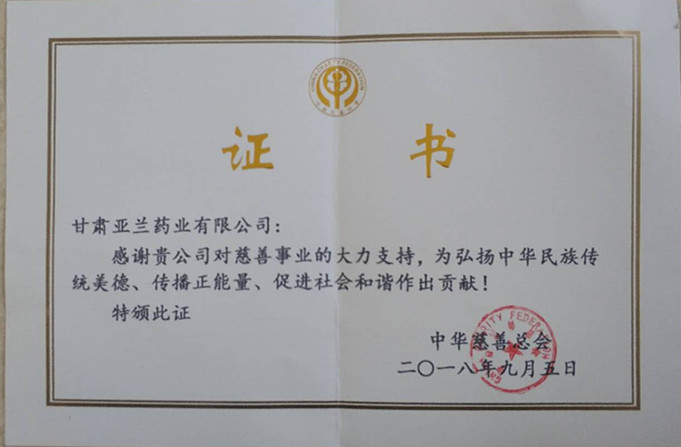 证 书
甘肃亚兰药业有限公司：
感谢贵公司对慈善事业的大力支持，为弘扬中华民族传
统美德、传播正能量、促进社会和谐作出贡献！
特颁此证
中华慈善总会
二〇一八年九月五日